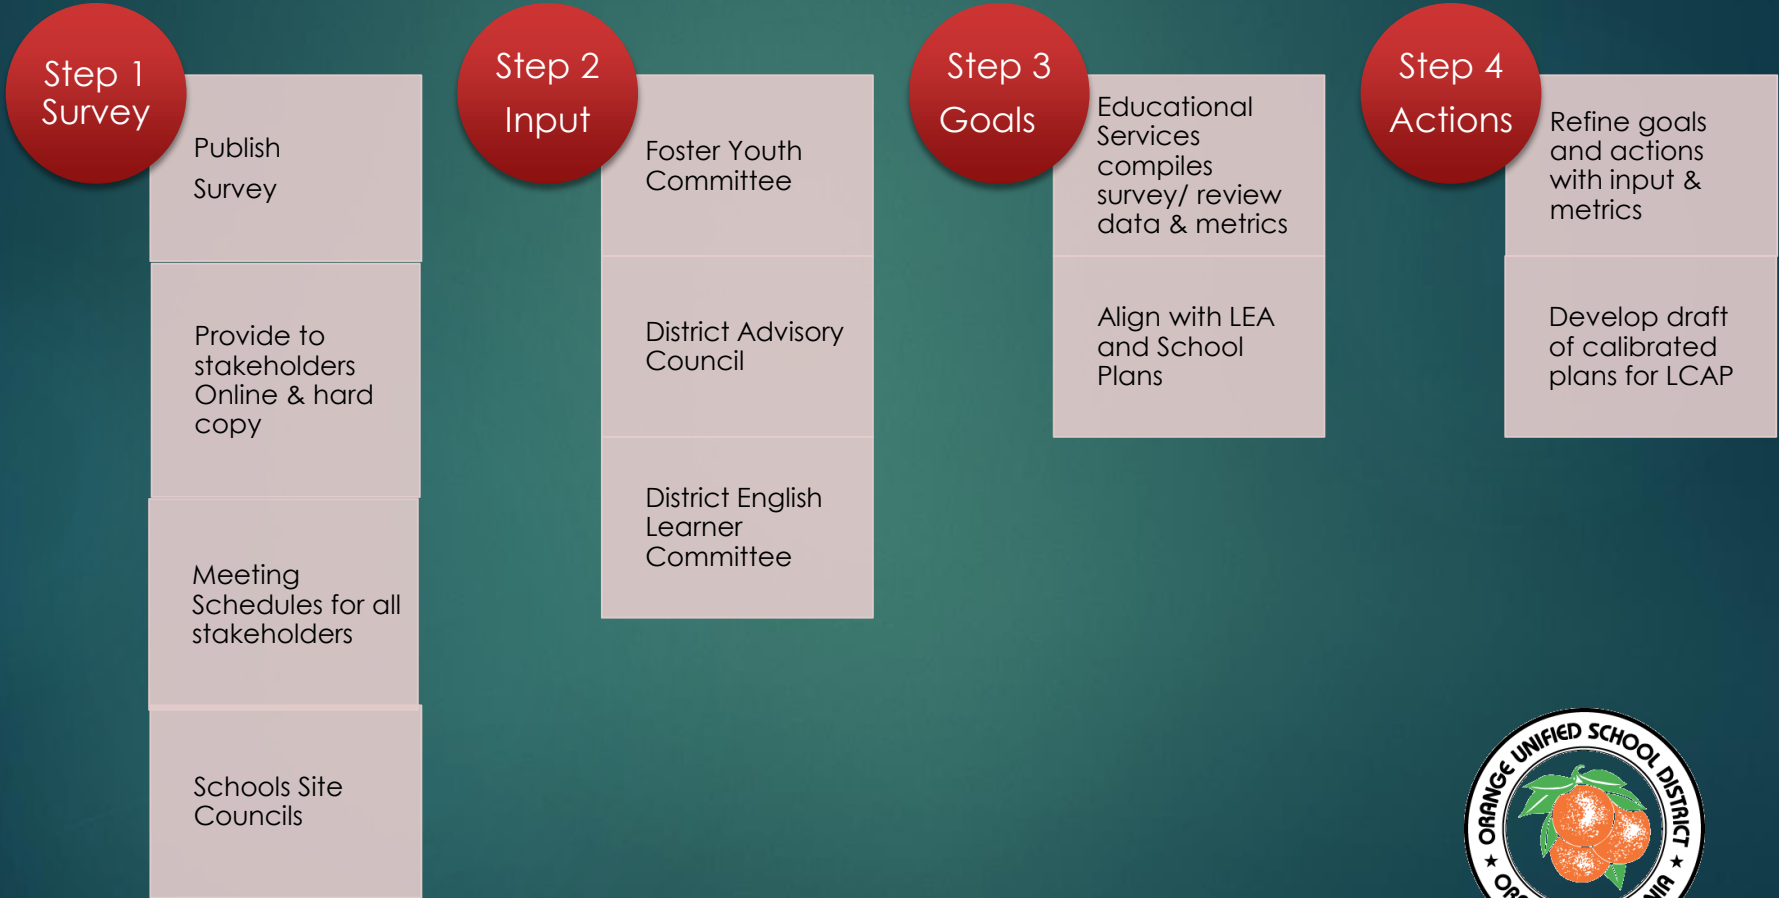 Step 1
Survey
Publish
Survey
Provide to
stakeholders
Online & hard
copy
Meeting
Schedules for all
stakeholders
Schools Site
Councils
Step 2
Input
Foster Youth
Committee
District Advisory
Council
District English
Learner
Committee
Step 3
Goals
Educational
Services
compiles
survey/ review
data & metrics
Align with LEA
and School
Plans
Step 4
Actions
Refine goals
and actions
with input &
metrics
Develop draft
of calibrated
plans for LCAP
ORANGE UNIFIED SCHOOL DISTRICT